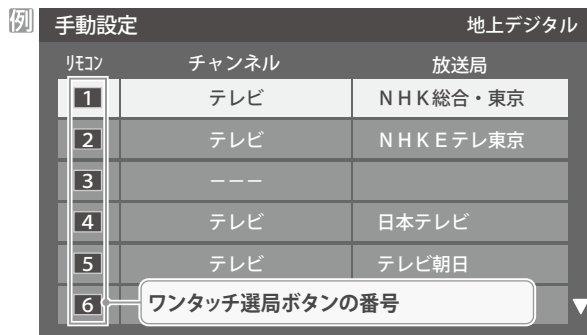 例
手動設定 地上デジタル
リモコン チャンネル 放送局
1 テレビ NHK総合・東京
2 テレビ NHKEテレ東京
3 −−−
4 テレビ 日本テレビ
5 テレビ テレビ朝日
6 ワンタッチ選局ボタンの番号